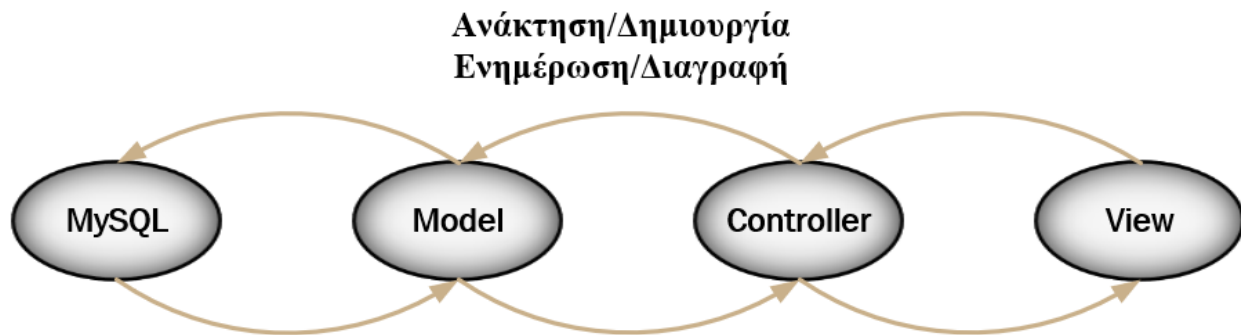 Ανάκτηση/Δημιουργία
Ενημέρωση/Διαγραφή
MySQL
Model
Controller
View